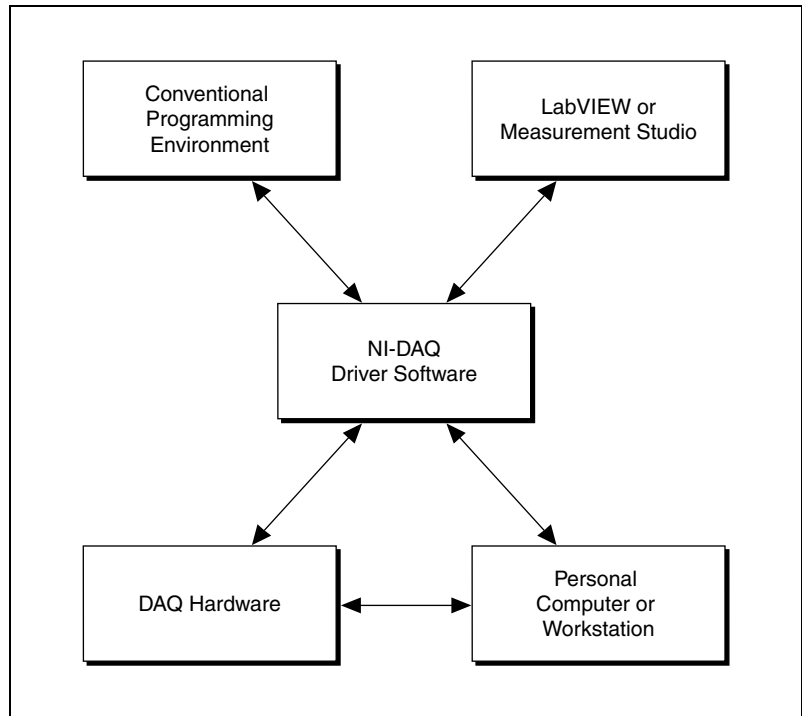 Conventional
Programming
Environment
LabVIEW or
Measurement Studio
NI-DAQ
Driver Software
DAQ Hardware
Personal
Computer or
Workstation